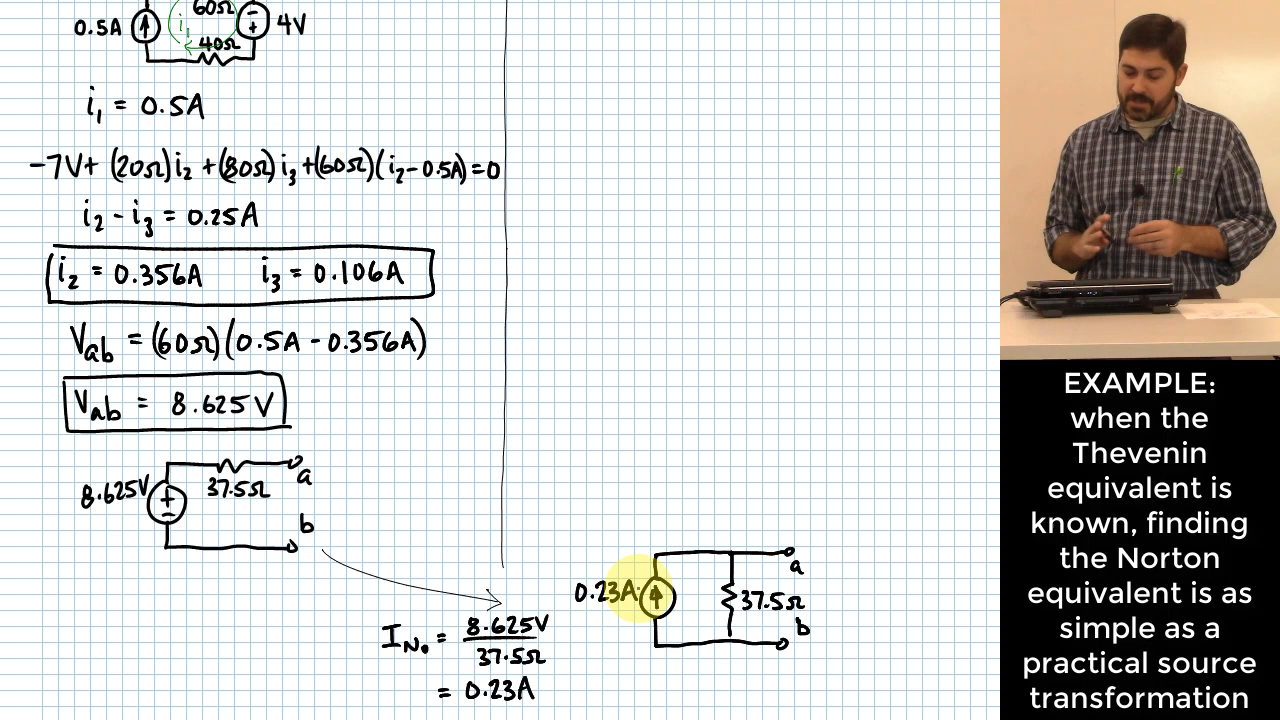 60Ω
0.5A i₁ 4V
40Ω
i₁ = 0.5A
-7V+ (20Ω)i₂ +(80Ω)i₃ +(60Ω)(i₂-0.5A)=0
i₂ - i₃ = 0.25A
i₂ = 0.356A i₃ = 0.106A
Vab = (60Ω)(0.5A - 0.356A)
Vab = 8.625V
8.625V + − 37.5Ω a
b
I_No = 8.625V / 37.5Ω
= 0.23A
0.23A 37.5Ω a
b
EXAMPLE:
when the
Thevenin
equivalent is
known, finding
the Norton
equivalent is as
simple as a
practical source
transformation